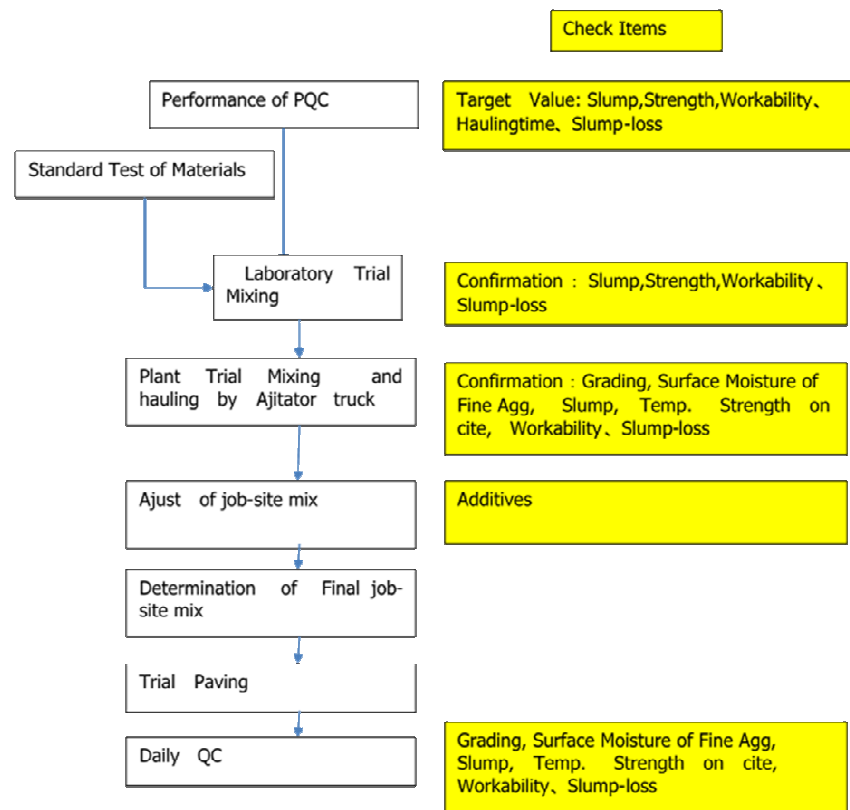 Check Items
Performance of PQC
Target Value: Slump,Strength,Workability、
Haulingtime、Slump-loss
Standard Test of Materials
Laboratory Trial
Mixing
Confirmation : Slump,Strength,Workability、
Slump-loss
Plant Trial Mixing and
hauling by Ajitator truck
Confirmation : Grading, Surface Moisture of
Fine Agg, Slump, Temp. Strength on
cite, Workability、Slump-loss
Ajust of job-site mix
Additives
Determination of Final job-
site mix
Trial Paving
Daily QC
Grading, Surface Moisture of Fine Agg,
Slump, Temp. Strength on cite,
Workability、Slump-loss